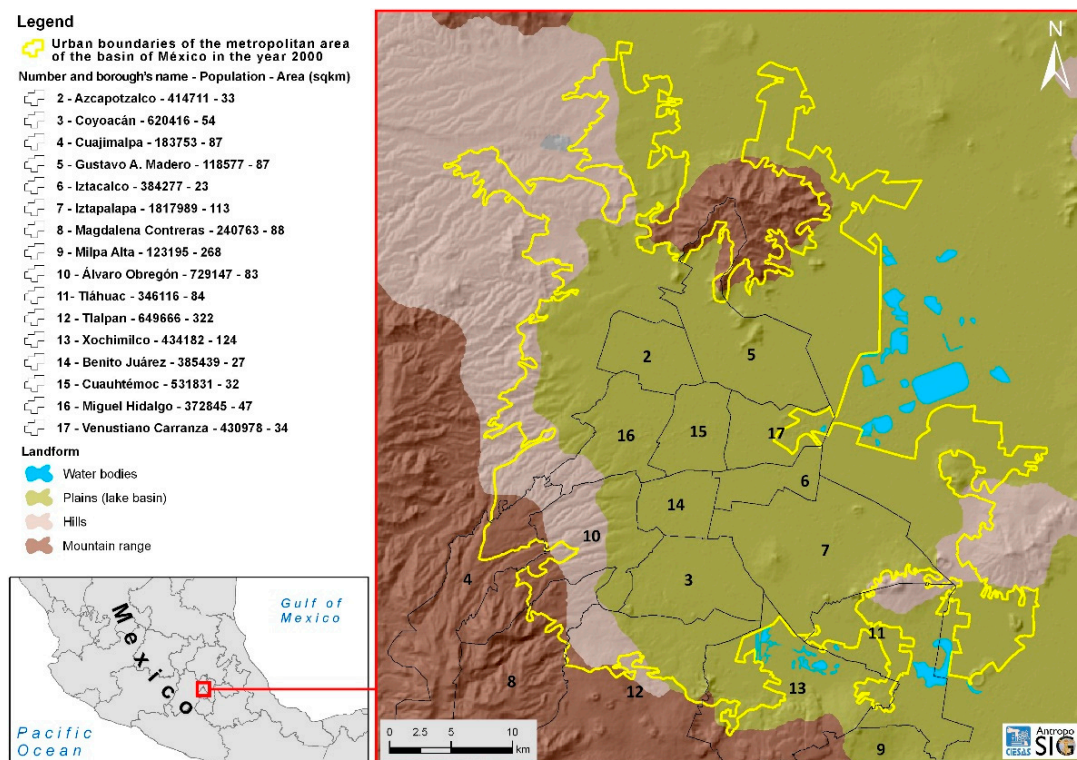 Legend
Urban boundaries of the metropolitan area
of the basin of México in the year 2000
Number and borough's name - Population - Area (sqkm)
2 - Azcapotzalco - 414711 - 33
3 - Coyoacán - 620416 - 54
4 - Cuajimalpa - 183753 - 87
5 - Gustavo A. Madero - 118577 - 87
6 - Iztacalco - 384277 - 23
7 - Iztapalapa - 1817989 - 113
8 - Magdalena Contreras - 240763 - 88
9 - Milpa Alta - 123195 - 268
10 - Álvaro Obregón - 729147 - 83
11- Tláhuac - 346116 - 84
12 - Tlalpan - 649666 - 322
13 - Xochimilco - 434182 - 124
14 - Benito Juárez - 385439 - 27
15 - Cuauhtémoc - 531831 - 32
16 - Miguel Hidalgo - 372845 - 47
17 - Venustiano Carranza - 430978 - 34
Landform
Water bodies
Plains (lake basin)
Hills
Mountain range
Gulf of
Mexico
Mexico
Pacific
Ocean
N
2
5
16
15
17
6
14
10
7
4
3
11
8
12
13
9
0 2.5 5 10
km
CIESAS
Antropo
SIG